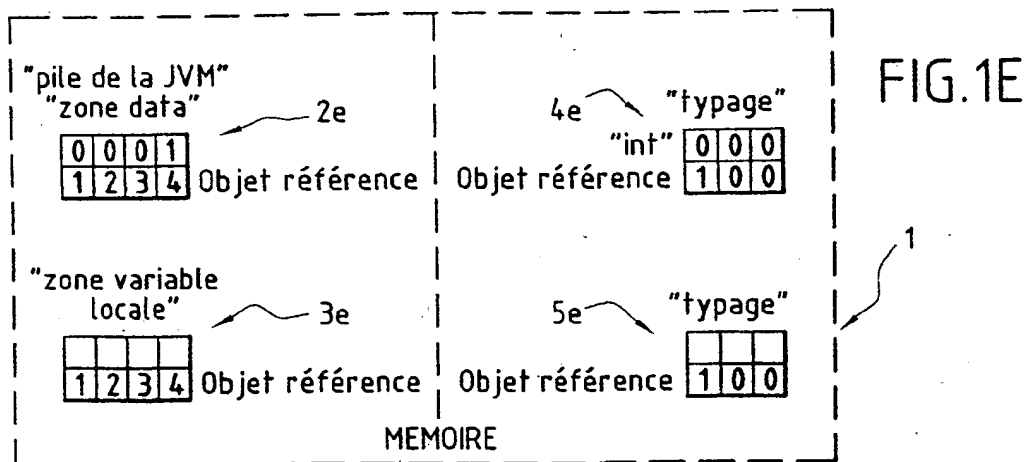 FIG.1E
"pile de la JVM"
"zone data"
2e
0 0 0 1
1 2 3 4 Objet référence
4e
"typage"
"int" 0 0 0
Objet référence 1 0 0
1
"zone variable
locale"
3e
1 2 3 4 Objet référence
5e
"typage"
Objet référence 1 0 0
MEMOIRE